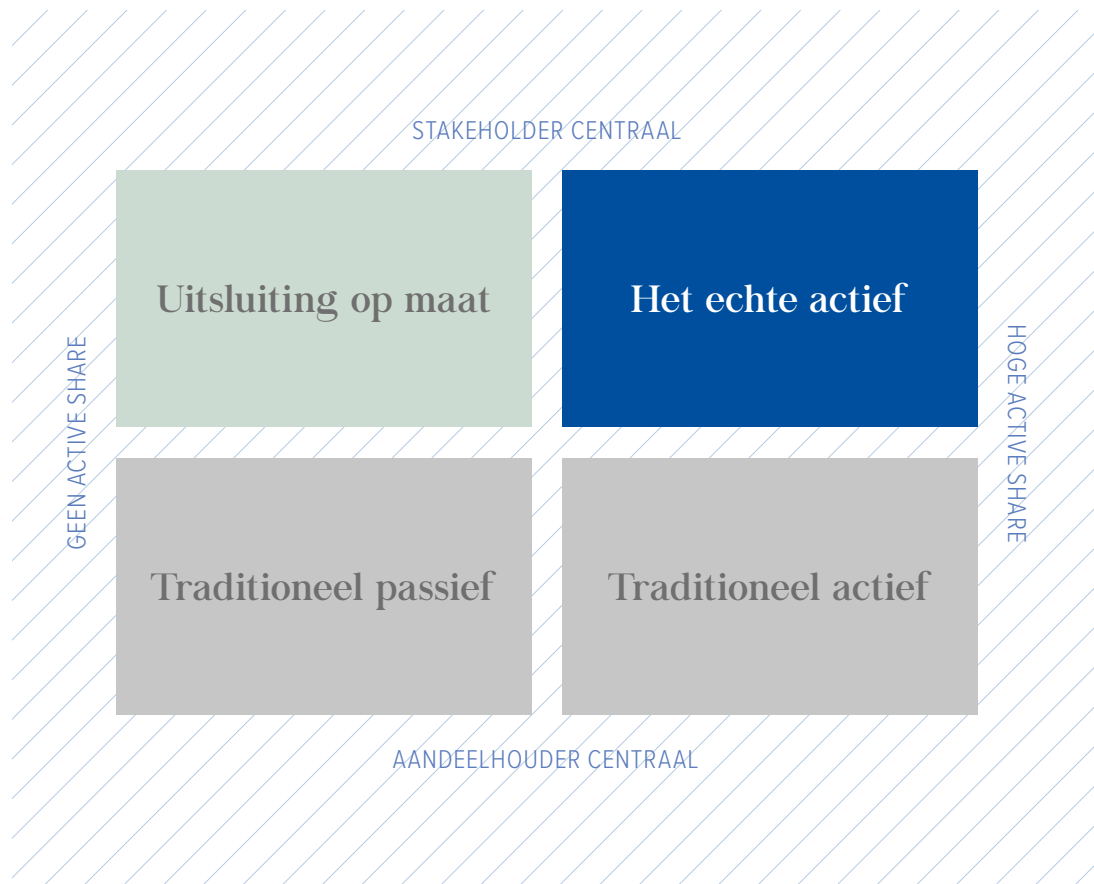 STAKEHOLDER CENTRAAL
Uitsluiting op maat
Het echte actief
GEEN ACTIVE SHARE
HOGE ACTIVE SHARE
Traditioneel passief
Traditioneel actief
AANDEELHOUDER CENTRAAL